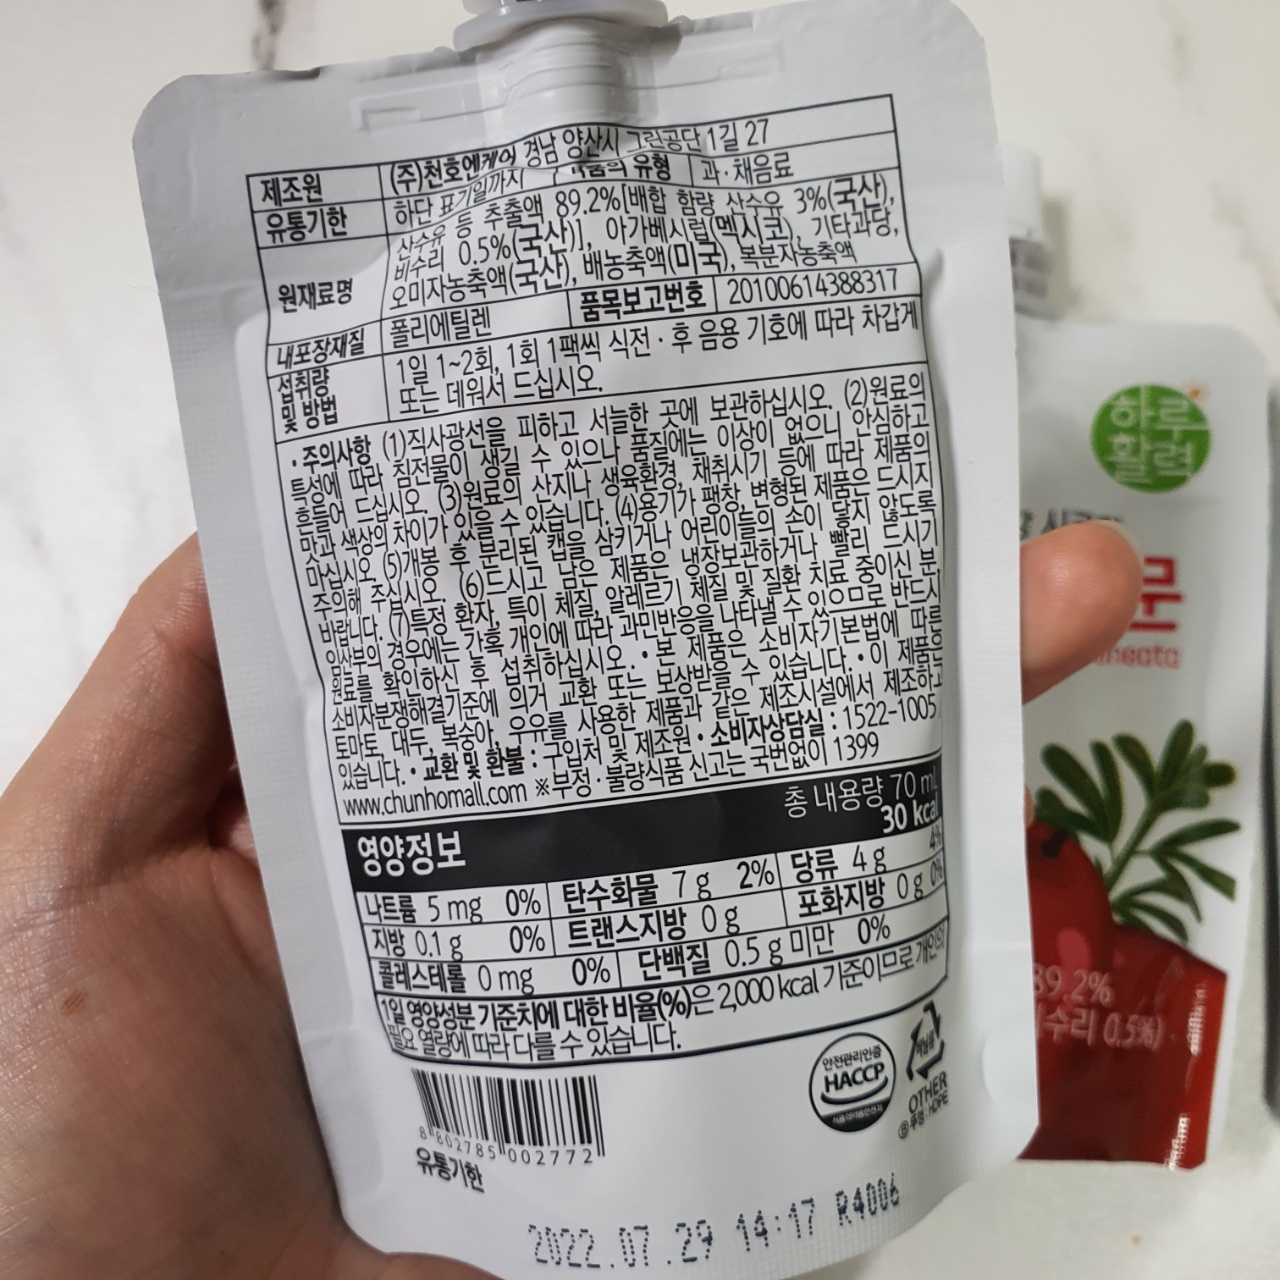 제조원 (주)천호엔케어 경남 양산시 그린공단1길 27
유통기한 하단 표기일까지 유형 과·채음료
원재료명 산수유 등 추출액 89.2%[배합 함량 산수유 3%(국산),
비수리 0.5%(국산)], 아가베시럽(멕시코), 기타과당,
오미자농축액(국산), 배농축액(미국), 복분자농축액
내포장재질 폴리에틸렌 품목보고번호 20100614388317
섭취량 및 방법 1일 1~2회, 1회 1팩씩 식전·후 음용 기호에 따라 차갑게
또는 데워서 드십시오.
·주의사항 (1)직사광선을 피하고 서늘한 곳에 보관하십시오. (2)원료의
특성에 따라 침전물이 생길 수 있으나 품질에는 이상이 없으니 안심하고
흔들어 드십시오. (3)원료의 산지나 생육환경, 채취시기 등에 따라 제품의
맛과 색상의 차이가 있을 수 있습니다. (4)용기가 팽창, 변형된 제품은 드시지
마십시오. (5)개봉 후 분리된 캡을 삼키거나 어린이들의 손이 닿지 않도록
주의해 주십시오. (6)드시고 남은 제품은 냉장보관하거나 빨리 드시기
바랍니다. (7)특정 환자, 특이 체질, 알레르기 체질 및 질환 치료 중이신 분,
임산부의 경우에는 간혹 개인에 따라 과민반응을 나타낼 수 있으므로 반드시
원료를 확인하신 후 섭취하십시오. ·본 제품은 소비자기본법에 따른
소비자분쟁해결기준에 의거 교환 또는 보상받을 수 있습니다. ·이 제품은
토마토, 대두, 복숭아, 우유를 사용한 제품과 같은 제조시설에서 제조하고
있습니다. ·교환 및 환불 : 구입처 및 제조원 ·소비자상담실 : 1522-1005
www.chunhomall.com ※부정·불량식품 신고는 국번없이 1399
영양정보 총 내용량 70 mL
30 kcal
나트륨 5 mg 0% 탄수화물 7 g 2% 당류 4 g 4%
지방 0.1 g 0% 트랜스지방 0 g 포화지방 0 g 0%
콜레스테롤 0 mg 0% 단백질 0.5 g 미만 0%
1일 영양성분 기준치에 대한 비율(%)은 2,000 kcal 기준이므로 개인의
필요 열량에 따라 다를 수 있습니다.
안전관리인증
HACCP
OTHER
8 802785 002772
유통기한
2022.07.29 14:17 R4006
하루
활력
89.2%
수리 0.5%)